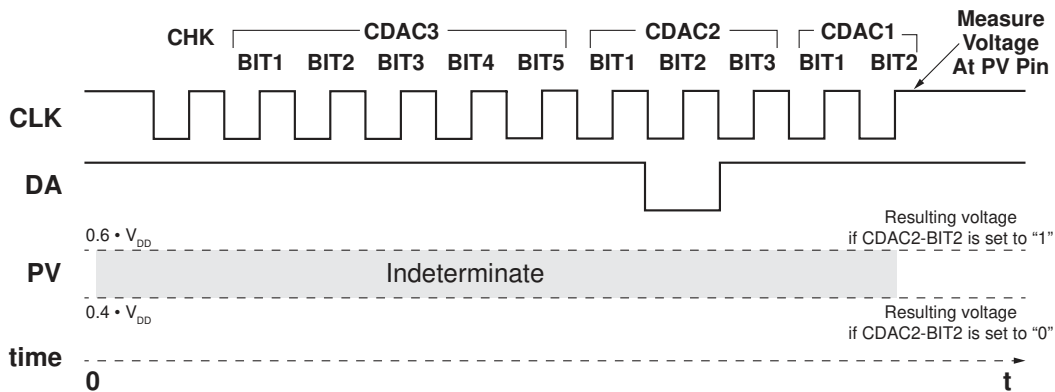 CHK CDAC3 CDAC2 CDAC1
BIT1 BIT2 BIT3 BIT4 BIT5 BIT1 BIT2 BIT3 BIT1 BIT2
Measure
Voltage
At PV Pin
CLK
DA
0.6 • VDD
Resulting voltage
if CDAC2-BIT2 is set to “1”
PV
Indeterminate
0.4 • VDD
Resulting voltage
if CDAC2-BIT2 is set to “0”
time
0 t